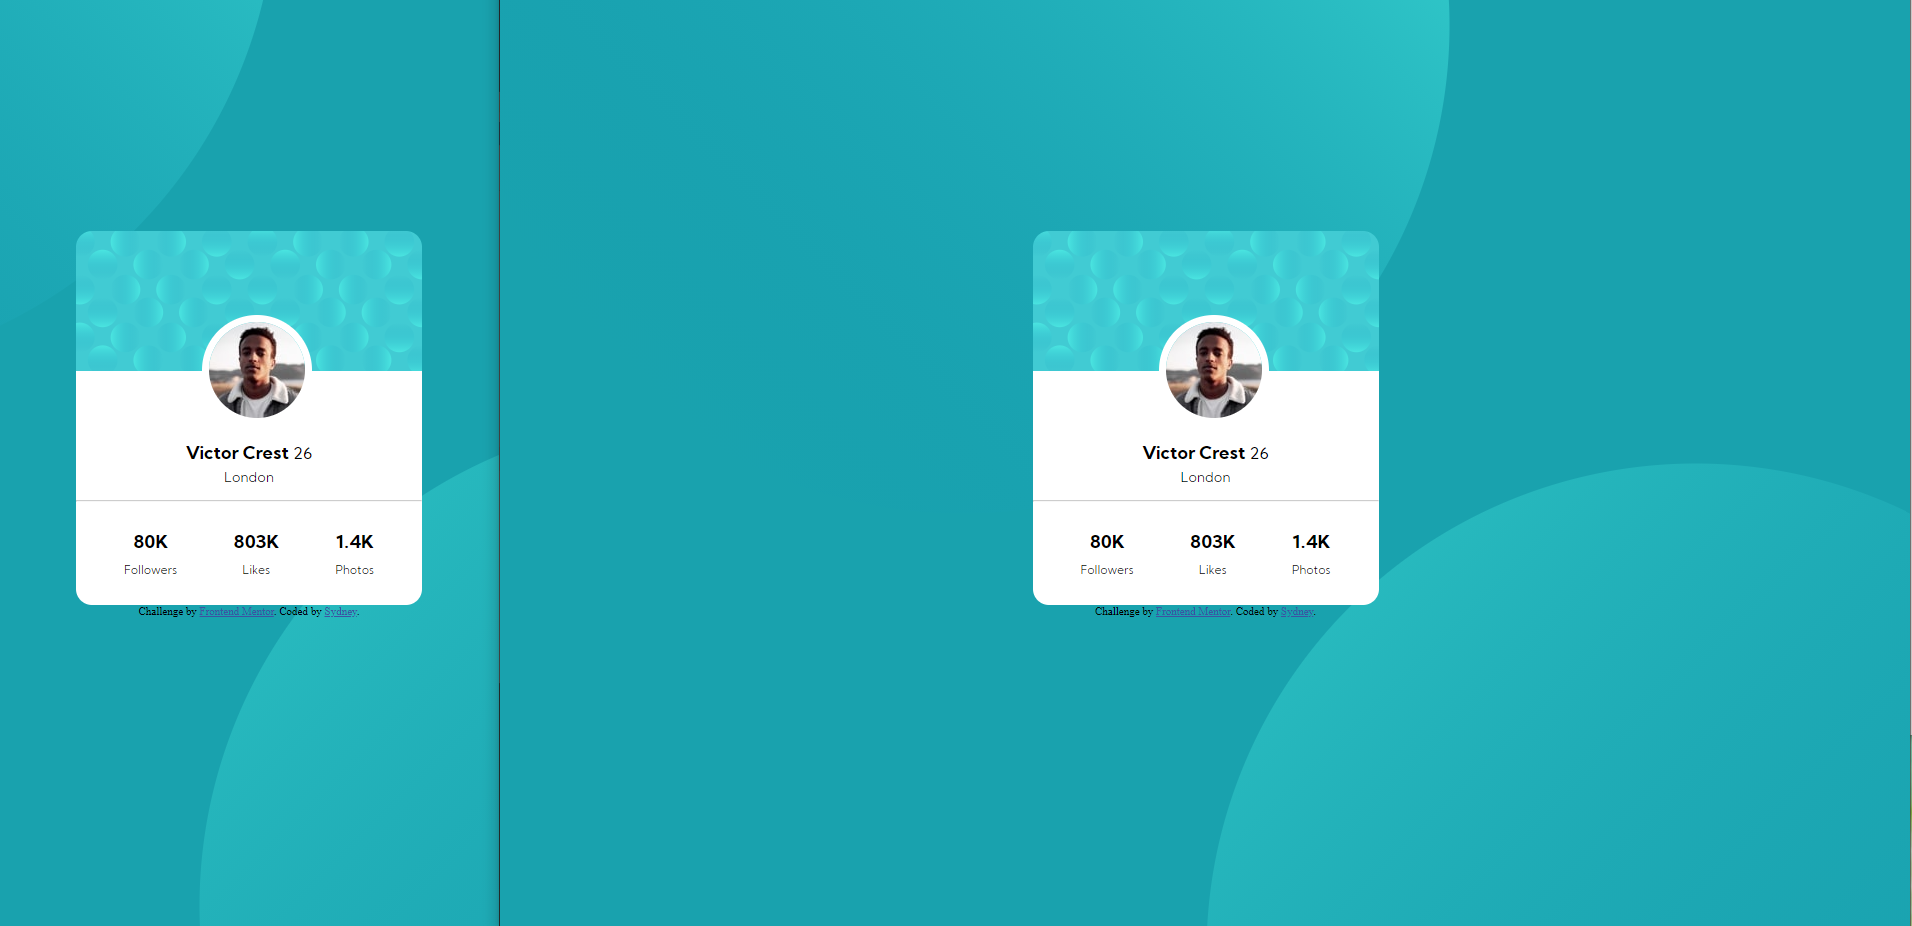 Victor Crest 26
London
80K 803K 1.4K
Followers Likes Photos
Challenge by Frontend Mentor. Coded by Sydney.
Victor Crest 26
London
80K 803K 1.4K
Followers Likes Photos
Challenge by Frontend Mentor. Coded by Sydney.